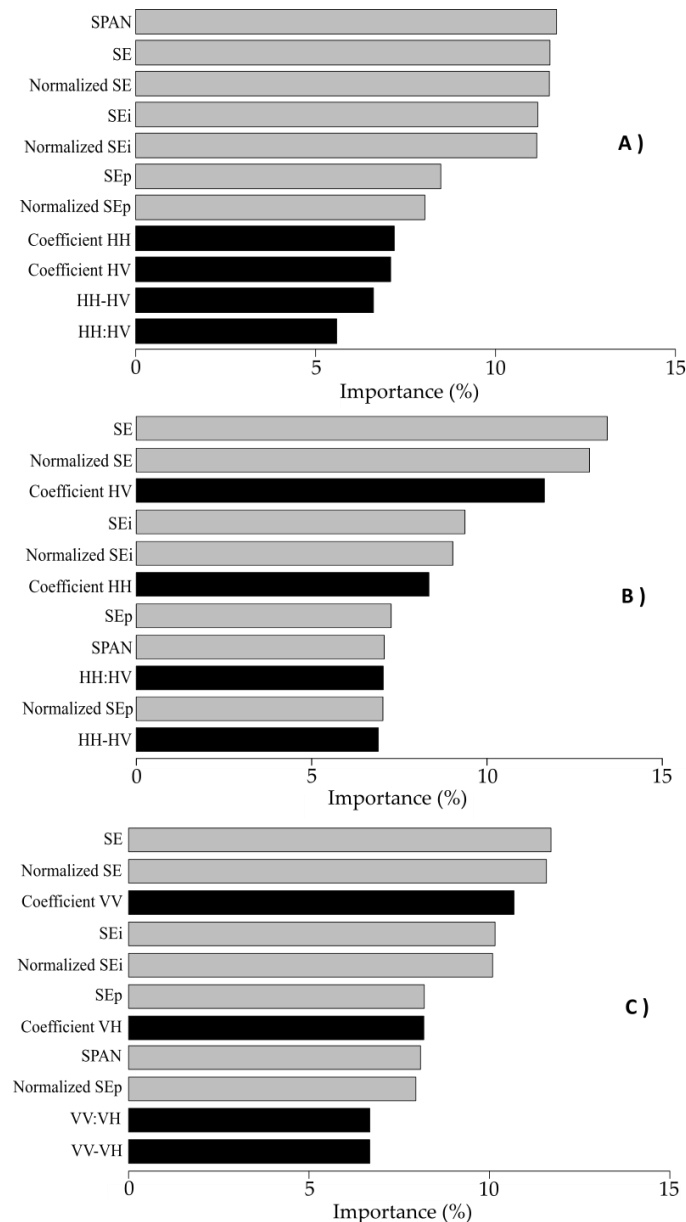 SPAN
SE
Normalized SE
SEi
Normalized SEi
A )
SEp
Normalized SEp
Coefficient HH
Coefficient HV
HH-HV
HH:HV
0 5 10 15
Importance (%)
SE
Normalized SE
Coefficient HV
SEi
Normalized SEi
Coefficient HH
B )
SEp
SPAN
HH:HV
Normalized SEp
HH-HV
0 5 10 15
Importance (%)
SE
Normalized SE
Coefficient VV
SEi
Normalized SEi
SEp
C )
Coefficient VH
SPAN
Normalized SEp
VV:VH
VV-VH
0 5 10 15
Importance (%)